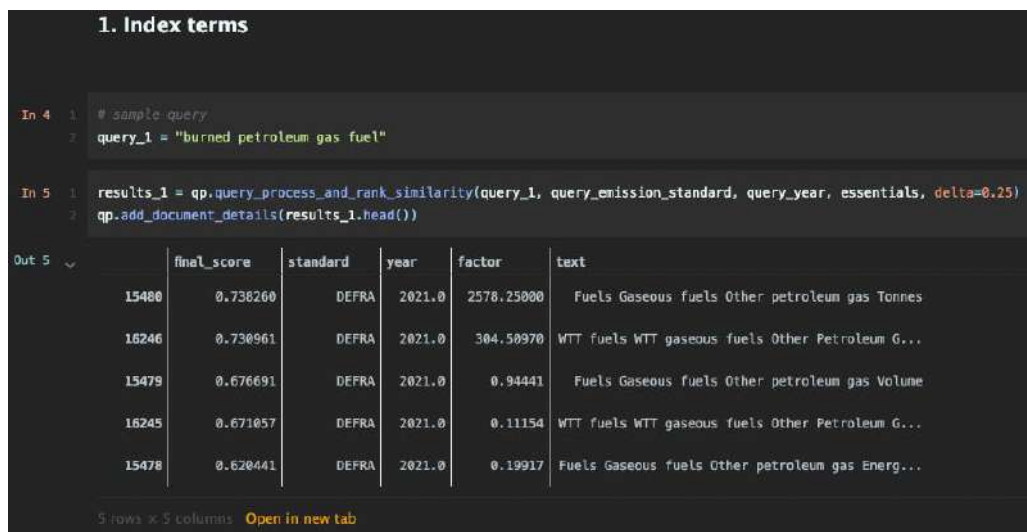 1. Index terms
In 4 1 # sample query
2 query_1 = "burned petroleum gas fuel"
In 5 1 results_1 = qp.query_process_and_rank_similarity(query_1, query_emission_standard, query_year, essentials, delta=0.25)
2 qp.add_document_details(results_1.head())
Out 5
final_score standard year factor text
15480 0.738260 DEFRA 2021.0 2578.25000 Fuels Gaseous fuels Other petroleum gas Tonnes
16246 0.730961 DEFRA 2021.0 304.50970 WTT fuels WTT gaseous fuels Other Petroleum G...
15479 0.676691 DEFRA 2021.0 0.94441 Fuels Gaseous fuels Other petroleum gas Volume
16245 0.671057 DEFRA 2021.0 0.11154 WTT fuels WTT gaseous fuels Other Petroleum G...
15478 0.620441 DEFRA 2021.0 0.19917 Fuels Gaseous fuels Other petroleum gas Energ...
5 rows x 5 columns Open in new tab